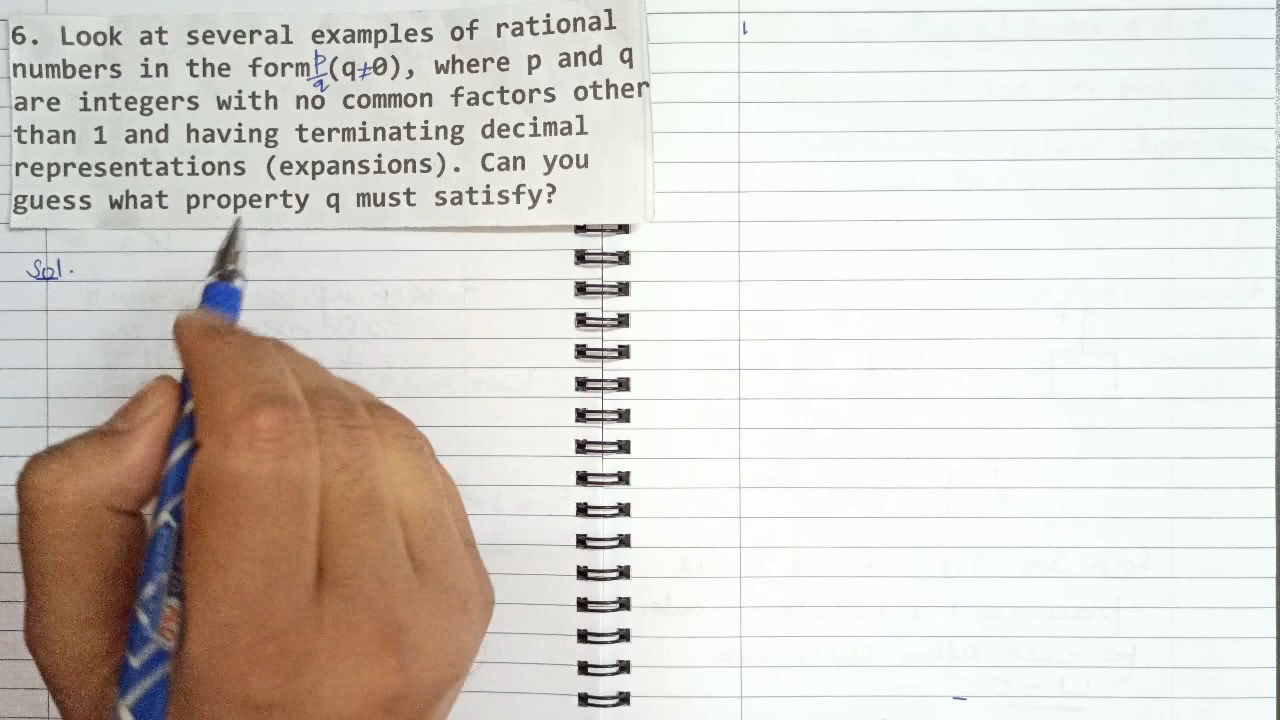 6. Look at several examples of rational
numbers in the form p/q (q≠0), where p and q
are integers with no common factors other
than 1 and having terminating decimal
representations (expansions). Can you
guess what property q must satisfy?
Sol.